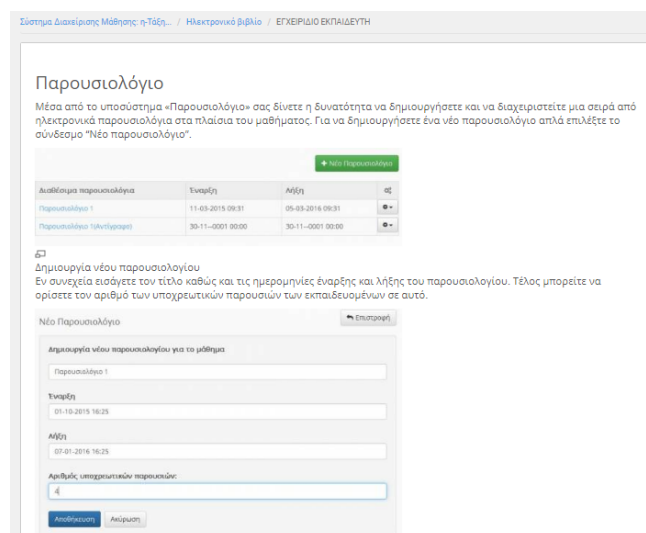 Σύστημα Διαχείρισης Μάθησης: η-Τάξη... / Ηλεκτρονικό βιβλίο / ΕΓΧΕΙΡΙΔΙΟ ΕΚΠΑΙΔΕΥΤΗ
Παρουσιολόγιο
Μέσα από το υποσύστημα «Παρουσιολόγιο» σας δίνετε η δυνατότητα να δημιουργήσετε και να διαχειριστείτε μια σειρά από
ηλεκτρονικά παρουσιολόγια στα πλαίσια του μαθήματος. Για να δημιουργήσετε ένα νέο παρουσιολόγιο απλά επιλέξτε το
σύνδεσμο “Νέο παρουσιολόγιο”.
+ Νέο Παρουσιολόγιο
Διαθέσιμα παρουσιολόγια Έναρξη Λήξη
Παρουσιολόγιο 1 11-03-2015 09:31 05-03-2016 09:31
Παρουσιολόγιο 1(Αντίγραφο) 30-11--0001 00:00 30-11--0001 00:00
Δημιουργία νέου παρουσιολογίου
Εν συνεχεία εισάγετε τον τίτλο καθώς και τις ημερομηνίες έναρξης και λήξης του παρουσιολογίου. Τέλος μπορείτε να
ορίσετε τον αριθμό των υποχρεωτικών παρουσιών των εκπαιδευομένων σε αυτό.
Νέο Παρουσιολόγιο Επιστροφή
Δημιουργία νέου παρουσιολογίου για το μάθημα
Παρουσιολόγιο 1
Έναρξη
01-10-2015 16:25
Λήξη
07-01-2016 16:25
Αριθμός υποχρεωτικών παρουσιών:
4
Αποθήκευση Ακύρωση